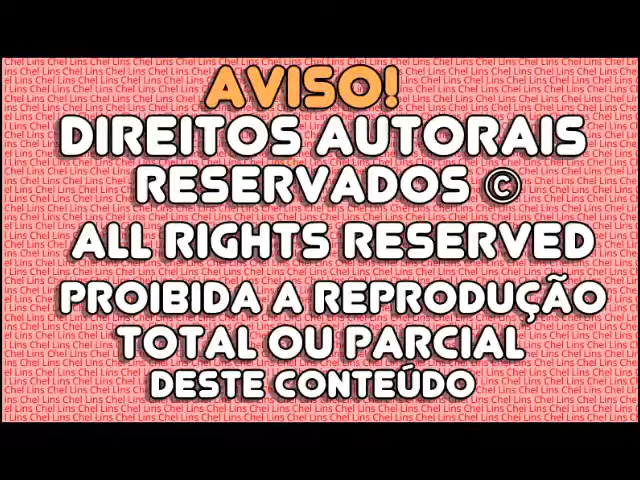 AVISO!
DIREITOS AUTORAIS
RESERVADOS ©
ALL RIGHTS RESERVED
PROIBIDA A REPRODUÇÃO
TOTAL OU PARCIAL
DESTE CONTEÚDO